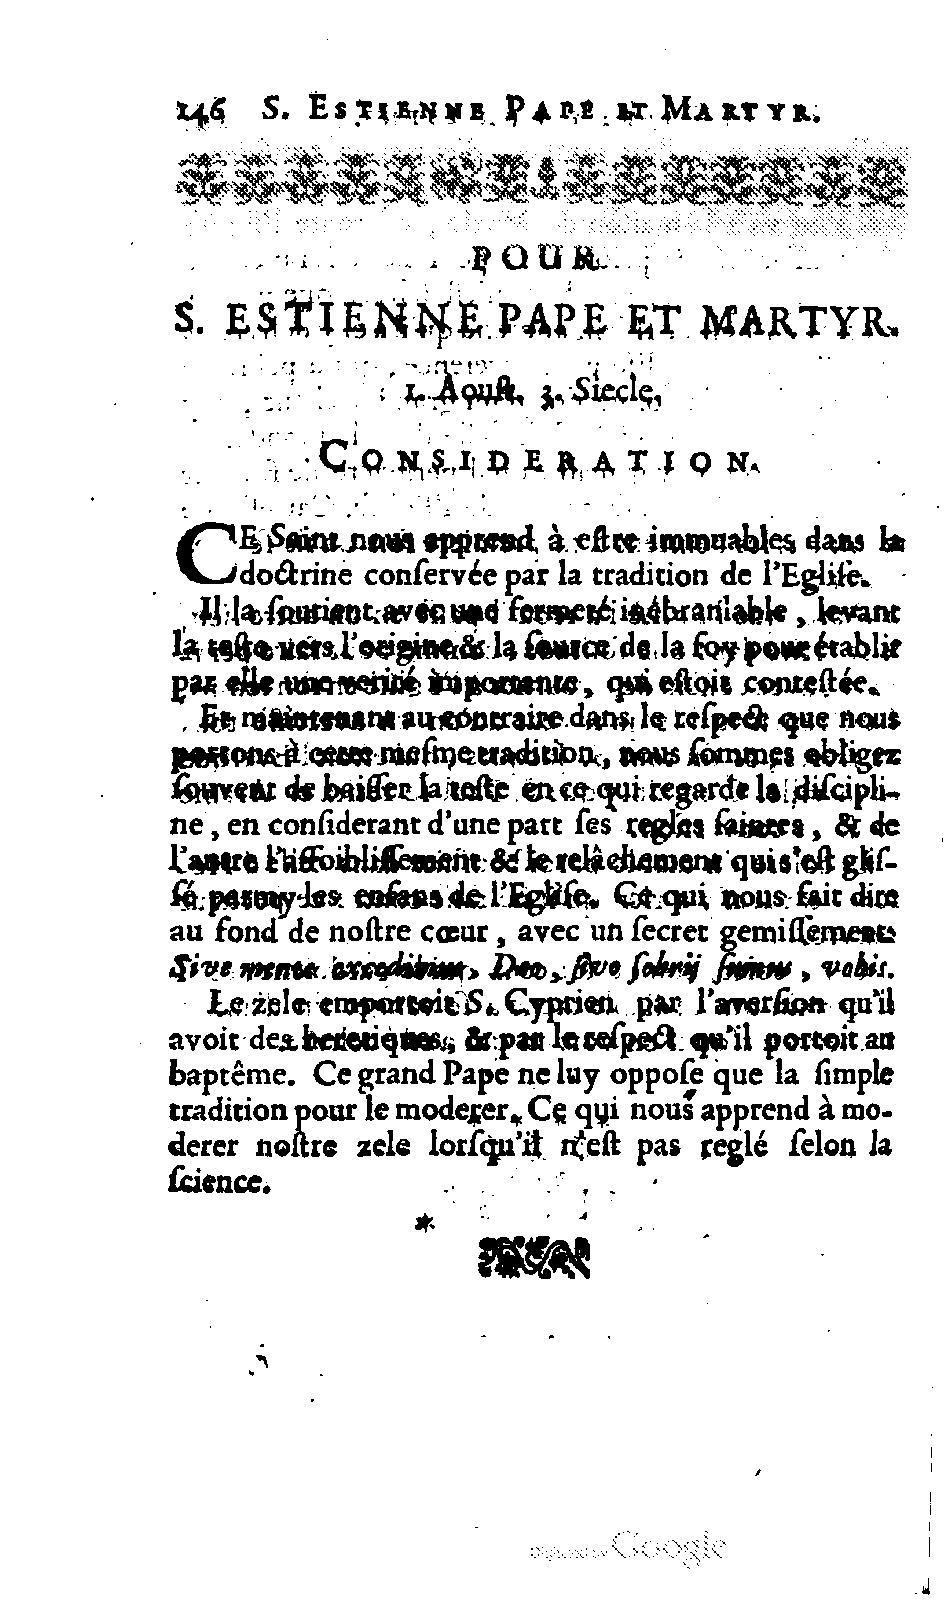 146 S. ESTIENNE PAPE ET MARTYR.
POUR
S. ESTIENNE PAPE ET MARTYR.
1. Aouſt. 3. Siecle.
CONSIDERATION.
CE Saint nous apprend à eſtre immuables dans la
doctrine conſervée par la tradition de l'Egliſe.
Il la ſoutient avec une fermeté inébranlable, levant
la teſte vers l'origine & la ſource de la foy pour établir
par elle une verité importante, qui eſtoit conteſtée.
Et maintenant au contraire dans le reſpect que nous
portons à cette meſme tradition, nous ſommes obligez
ſouvent de baiſſer la teſte en ce qui regarde la diſcipli-
ne, en conſiderant d'une part ſes regles ſaintes, & de
l'autre l'affoibliſſement & le relâchement qui s'eſt gliſ-
ſé parmy les enfans de l'Egliſe. Ce qui nous fait dire
au fond de noſtre cœur, avec un ſecret gemiſſement:
Sive mente excedimus, Deo, ſive ſobrij ſumus, vobis.
Le zele emportoit S. Cyprien par l'averſion qu'il
avoit des heretiques, & par le reſpect qu'il portoit au
baptême. Ce grand Pape ne luy oppoſe que la ſimple
tradition pour le moderer. Ce qui nous apprend à mo-
derer noſtre zele lorſqu'il n'eſt pas reglé ſelon la
ſcience.
*
Google